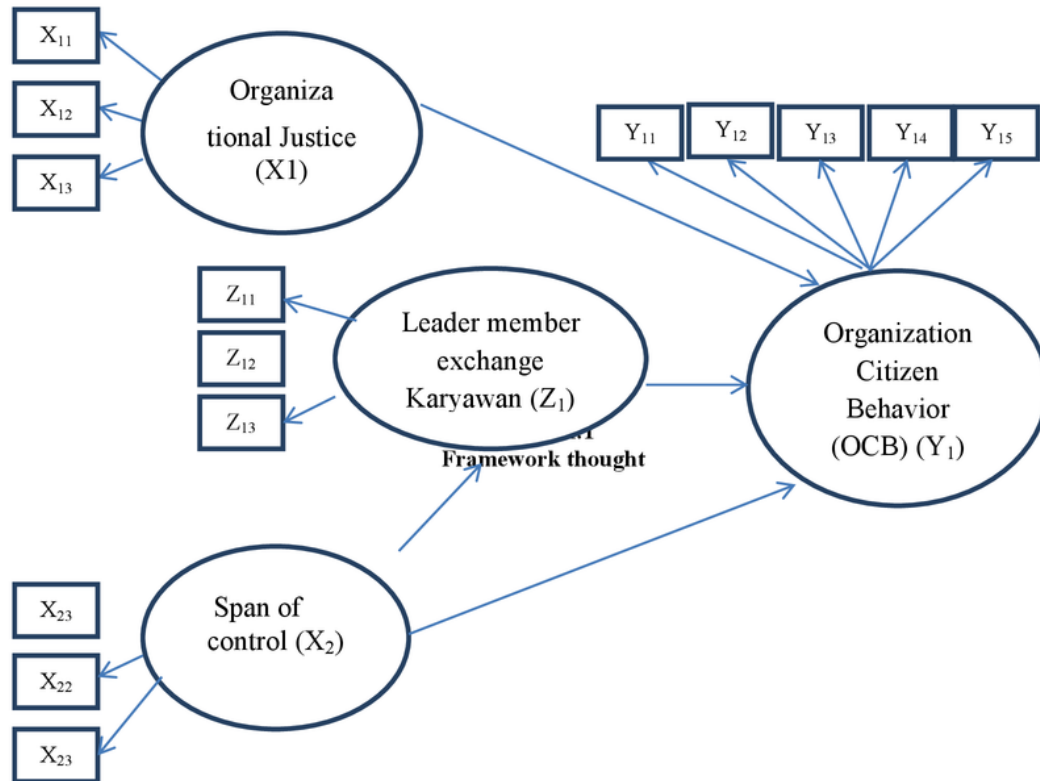 X11
X12
X13
Organiza
tional Justice
(X1)
Y11
Y12
Y13
Y14
Y15
Z11
Z12
Z13
Leader member
exchange
Karyawan (Z1)
Framework thought
Organization
Citizen
Behavior
(OCB) (Y1)
X23
X22
X23
Span of
control (X2)